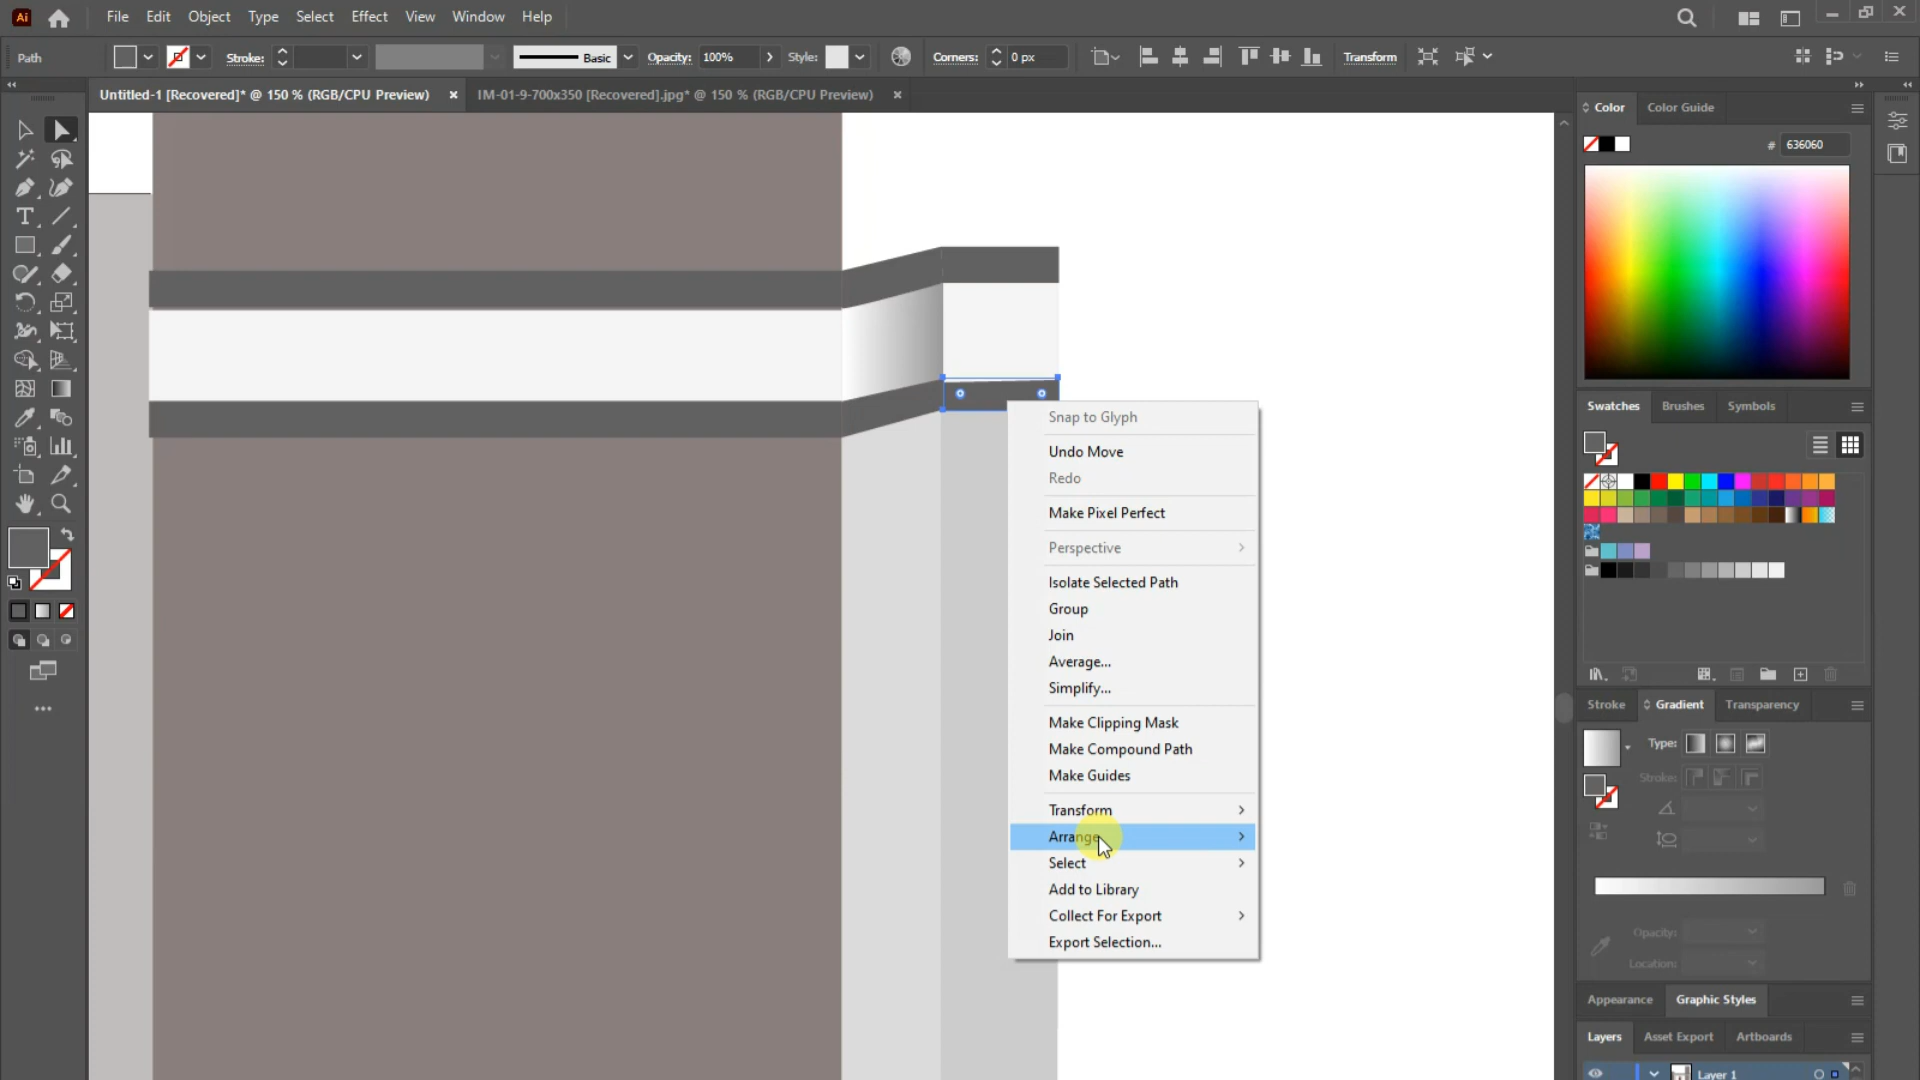 Ai File Edit Object Type Select Effect View Window Help
Path Stroke: Basic Opacity: 100% Style: Corners: 0 px Transform
Untitled-1 [Recovered]* @ 150 % (RGB/CPU Preview) × IM-01-9-700x350 [Recovered].jpg* @ 150 % (RGB/CPU Preview) ×
Color Color Guide
# 636060
Swatches Brushes Symbols
Snap to Glyph
Undo Move
Redo
Make Pixel Perfect
Perspective
Isolate Selected Path
Group
Join
Average...
Simplify...
Make Clipping Mask
Make Compound Path
Make Guides
Transform
Arrange
Select
Add to Library
Collect For Export
Export Selection...
Stroke Gradient Transparency
Type:
Stroke:
Opacity:
Location:
Appearance Graphic Styles
Layers Asset Export Artboards
Layer 1